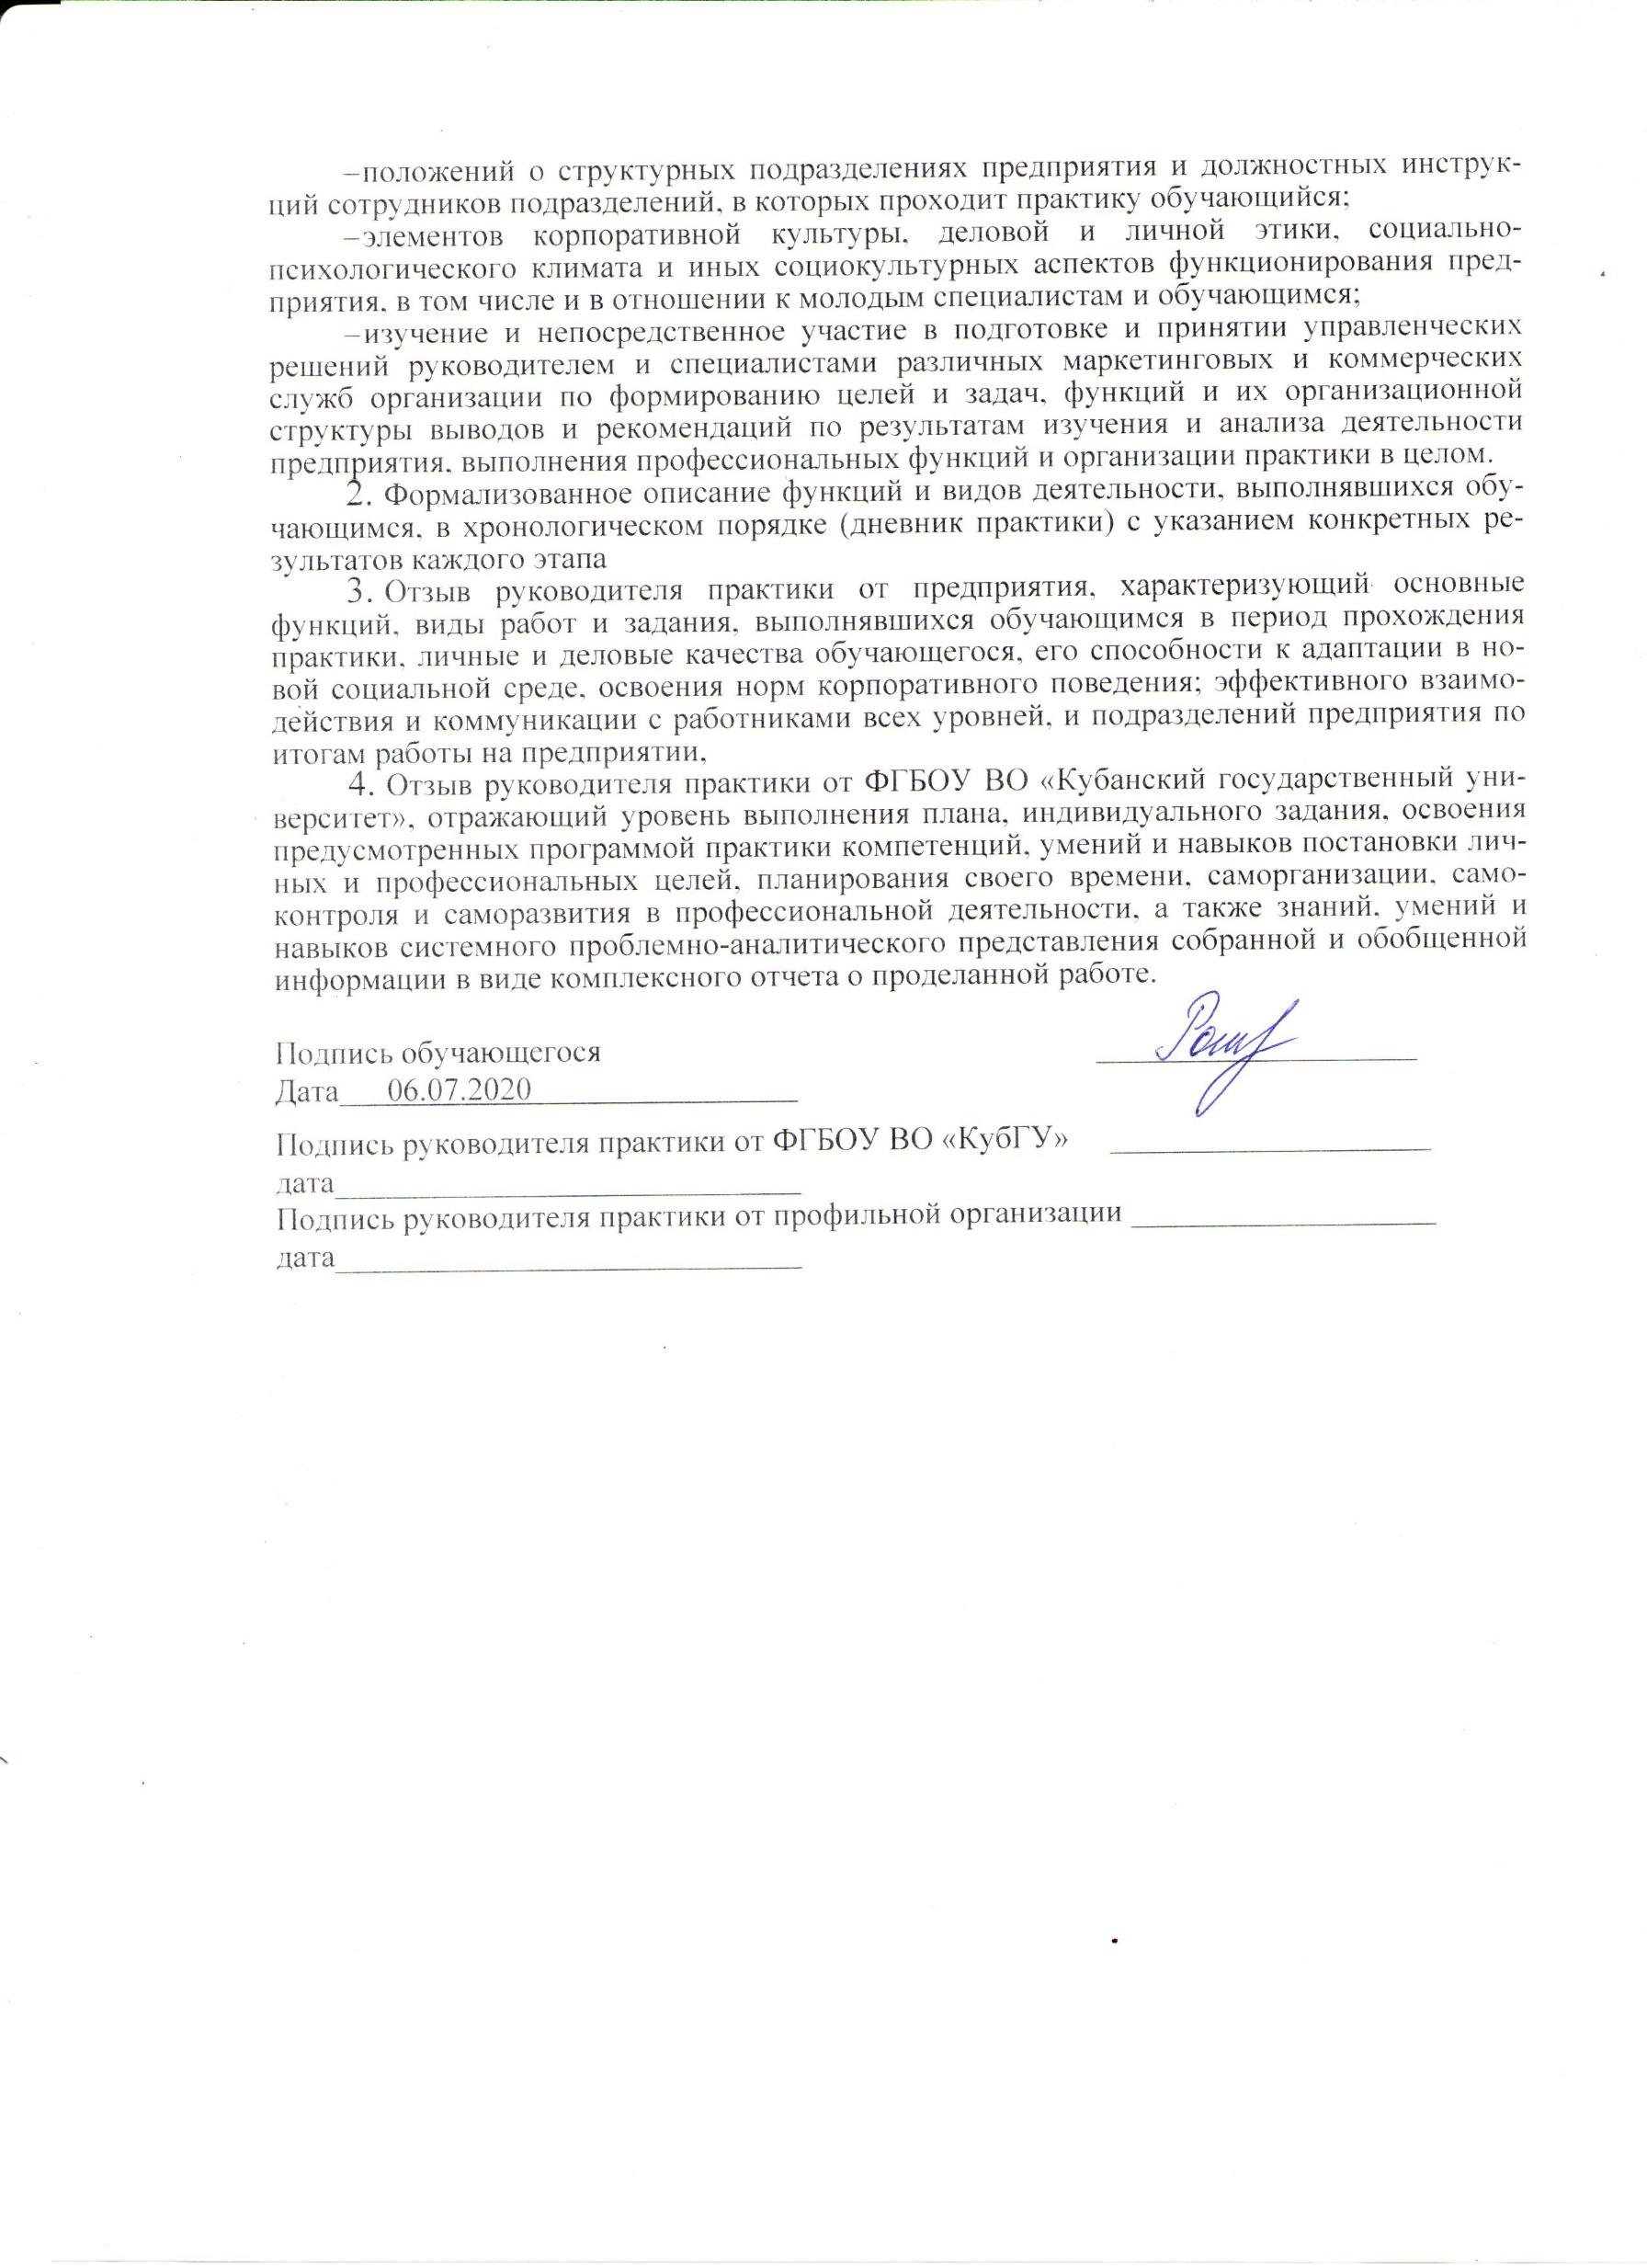 –положений о структурных подразделениях предприятия и должностных инструк-
ций сотрудников подразделений, в которых проходит практику обучающийся;
–элементов корпоративной культуры, деловой и личной этики, социально-
психологического климата и иных социокультурных аспектов функционирования пред-
приятия, в том числе и в отношении к молодым специалистам и обучающимся;
–изучение и непосредственное участие в подготовке и принятии управленческих
решений руководителем и специалистами различных маркетинговых и коммерческих
служб организации по формированию целей и задач, функций и их организационной
структуры выводов и рекомендаций по результатам изучения и анализа деятельности
предприятия, выполнения профессиональных функций и организации практики в целом.
2. Формализованное описание функций и видов деятельности, выполнявшихся обу-
чающимся, в хронологическом порядке (дневник практики) с указанием конкретных ре-
зультатов каждого этапа
3. Отзыв руководителя практики от предприятия, характеризующий основные
функций, виды работ и задания, выполнявшихся обучающимся в период прохождения
практики, личные и деловые качества обучающегося, его способности к адаптации в но-
вой социальной среде, освоения норм корпоративного поведения; эффективного взаимо-
действия и коммуникации с работниками всех уровней, и подразделений предприятия по
итогам работы на предприятии,
4. Отзыв руководителя практики от ФГБОУ ВО «Кубанский государственный уни-
верситет», отражающий уровень выполнения плана, индивидуального задания, освоения
предусмотренных программой практики компетенций, умений и навыков постановки лич-
ных и профессиональных целей, планирования своего времени, саморганизации, само-
контроля и саморазвития в профессиональной деятельности, а также знаний, умений и
навыков системного проблемно-аналитического представления собранной и обобщенной
информации в виде комплексного отчета о проделанной работе.
Подпись обучающегося
Дата 06.07.2020
Подпись руководителя практики от ФГБОУ ВО «КубГУ»
дата
Подпись руководителя практики от профильной организации
дата